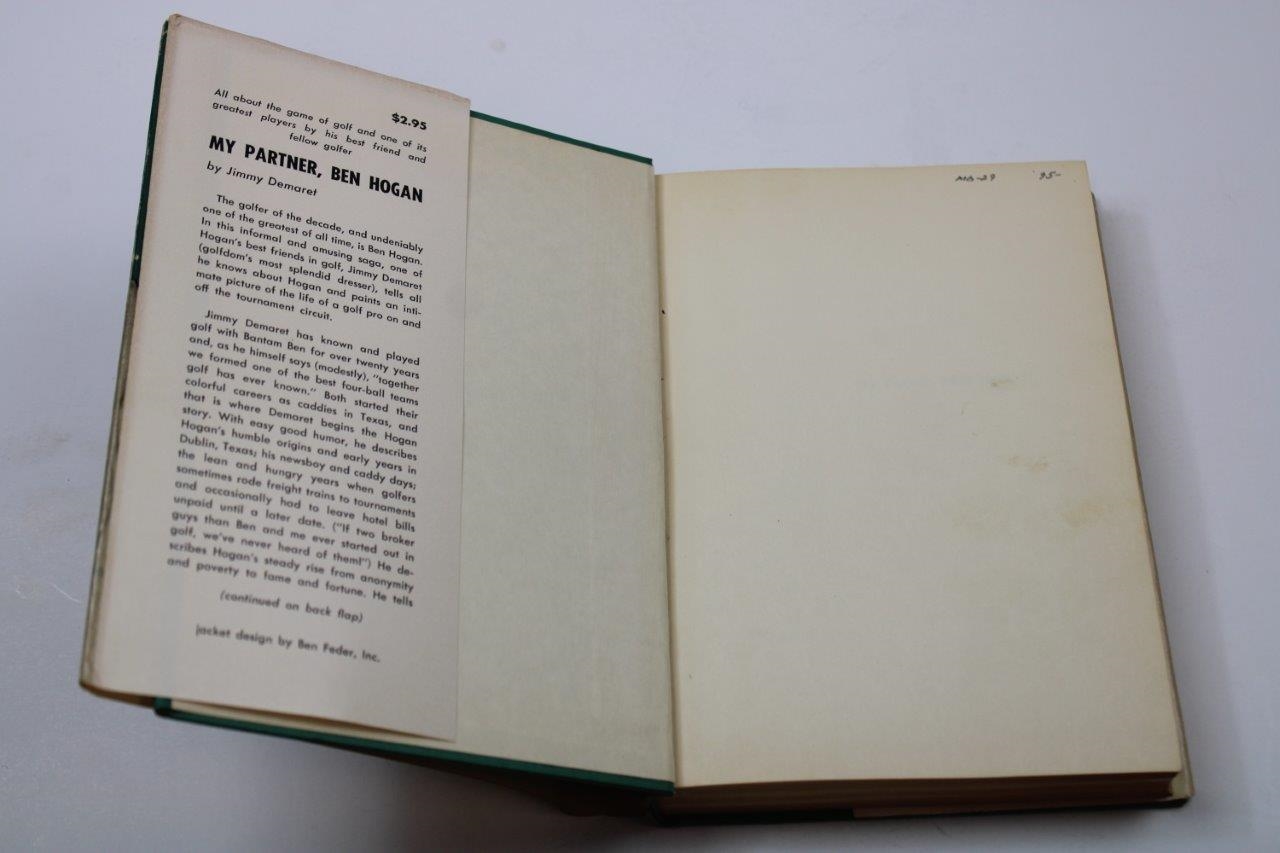 $2.95
All about the game of golf and one of its
greatest players by his best friend and
fellow golfer
MY PARTNER, BEN HOGAN
by Jimmy Demaret
The golfer of the decade, and undeniably
one of the greatest of all time, is Ben Hogan.
In this informal and amusing saga, one of
Hogan's best friends in golf, Jimmy Demaret
(golfdom's most splendid dresser), tells all
he knows about Hogan and paints an inti-
mate picture of the life of a golf pro on and
off the tournament circuit.
Jimmy Demaret has known and played
golf with Bantam Ben for over twenty years
and, as he himself says (modestly), "together
we formed one of the best four-ball teams
golf has ever known." Both started their
colorful careers as caddies in Texas, and
that is where Demaret begins the Hogan
story. With easy good humor, he describes
Hogan's humble origins and early years in
Dublin, Texas; his newsboy and caddy days;
the lean and hungry years when golfers
sometimes rode freight trains to tournaments
and occasionally had to leave hotel bills
unpaid until a later date. ("If two broker
guys than Ben and me ever started out in
golf, we've never heard of them!") He de-
scribes Hogan's steady rise from anonymity
and poverty to fame and fortune. He tells
(continued on back flap)
jacket design by Ben Feder, Inc.
95-